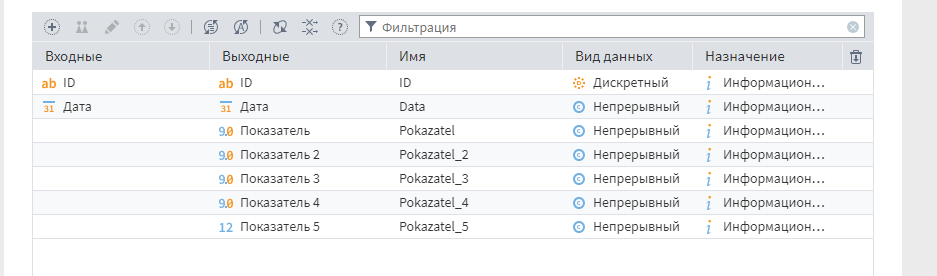 Фильтрация
Входные Выходные Имя Вид данных Назначение
ab ID ab ID ID Дискретный i Информацион...
31 Дата 31 Дата Data C Непрерывный i Информацион...
9.0 Показатель Pokazatel C Непрерывный i Информацион...
9.0 Показатель 2 Pokazatel_2 C Непрерывный i Информацион...
9.0 Показатель 3 Pokazatel_3 C Непрерывный i Информацион...
9.0 Показатель 4 Pokazatel_4 C Непрерывный i Информацион...
12 Показатель 5 Pokazatel_5 C Непрерывный i Информацион...